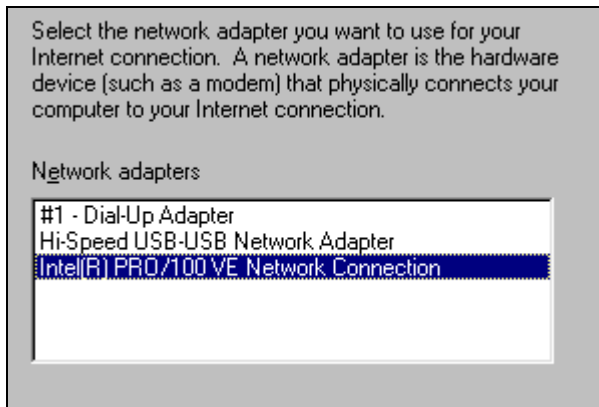 Select the network adapter you want to use for your
Internet connection.  A network adapter is the hardware
device (such as a modem) that physically connects your
computer to your Internet connection.
Network adapters
#1 - Dial-Up Adapter
Hi-Speed USB-USB Network Adapter
Intel(R) PRO/100 VE Network Connection